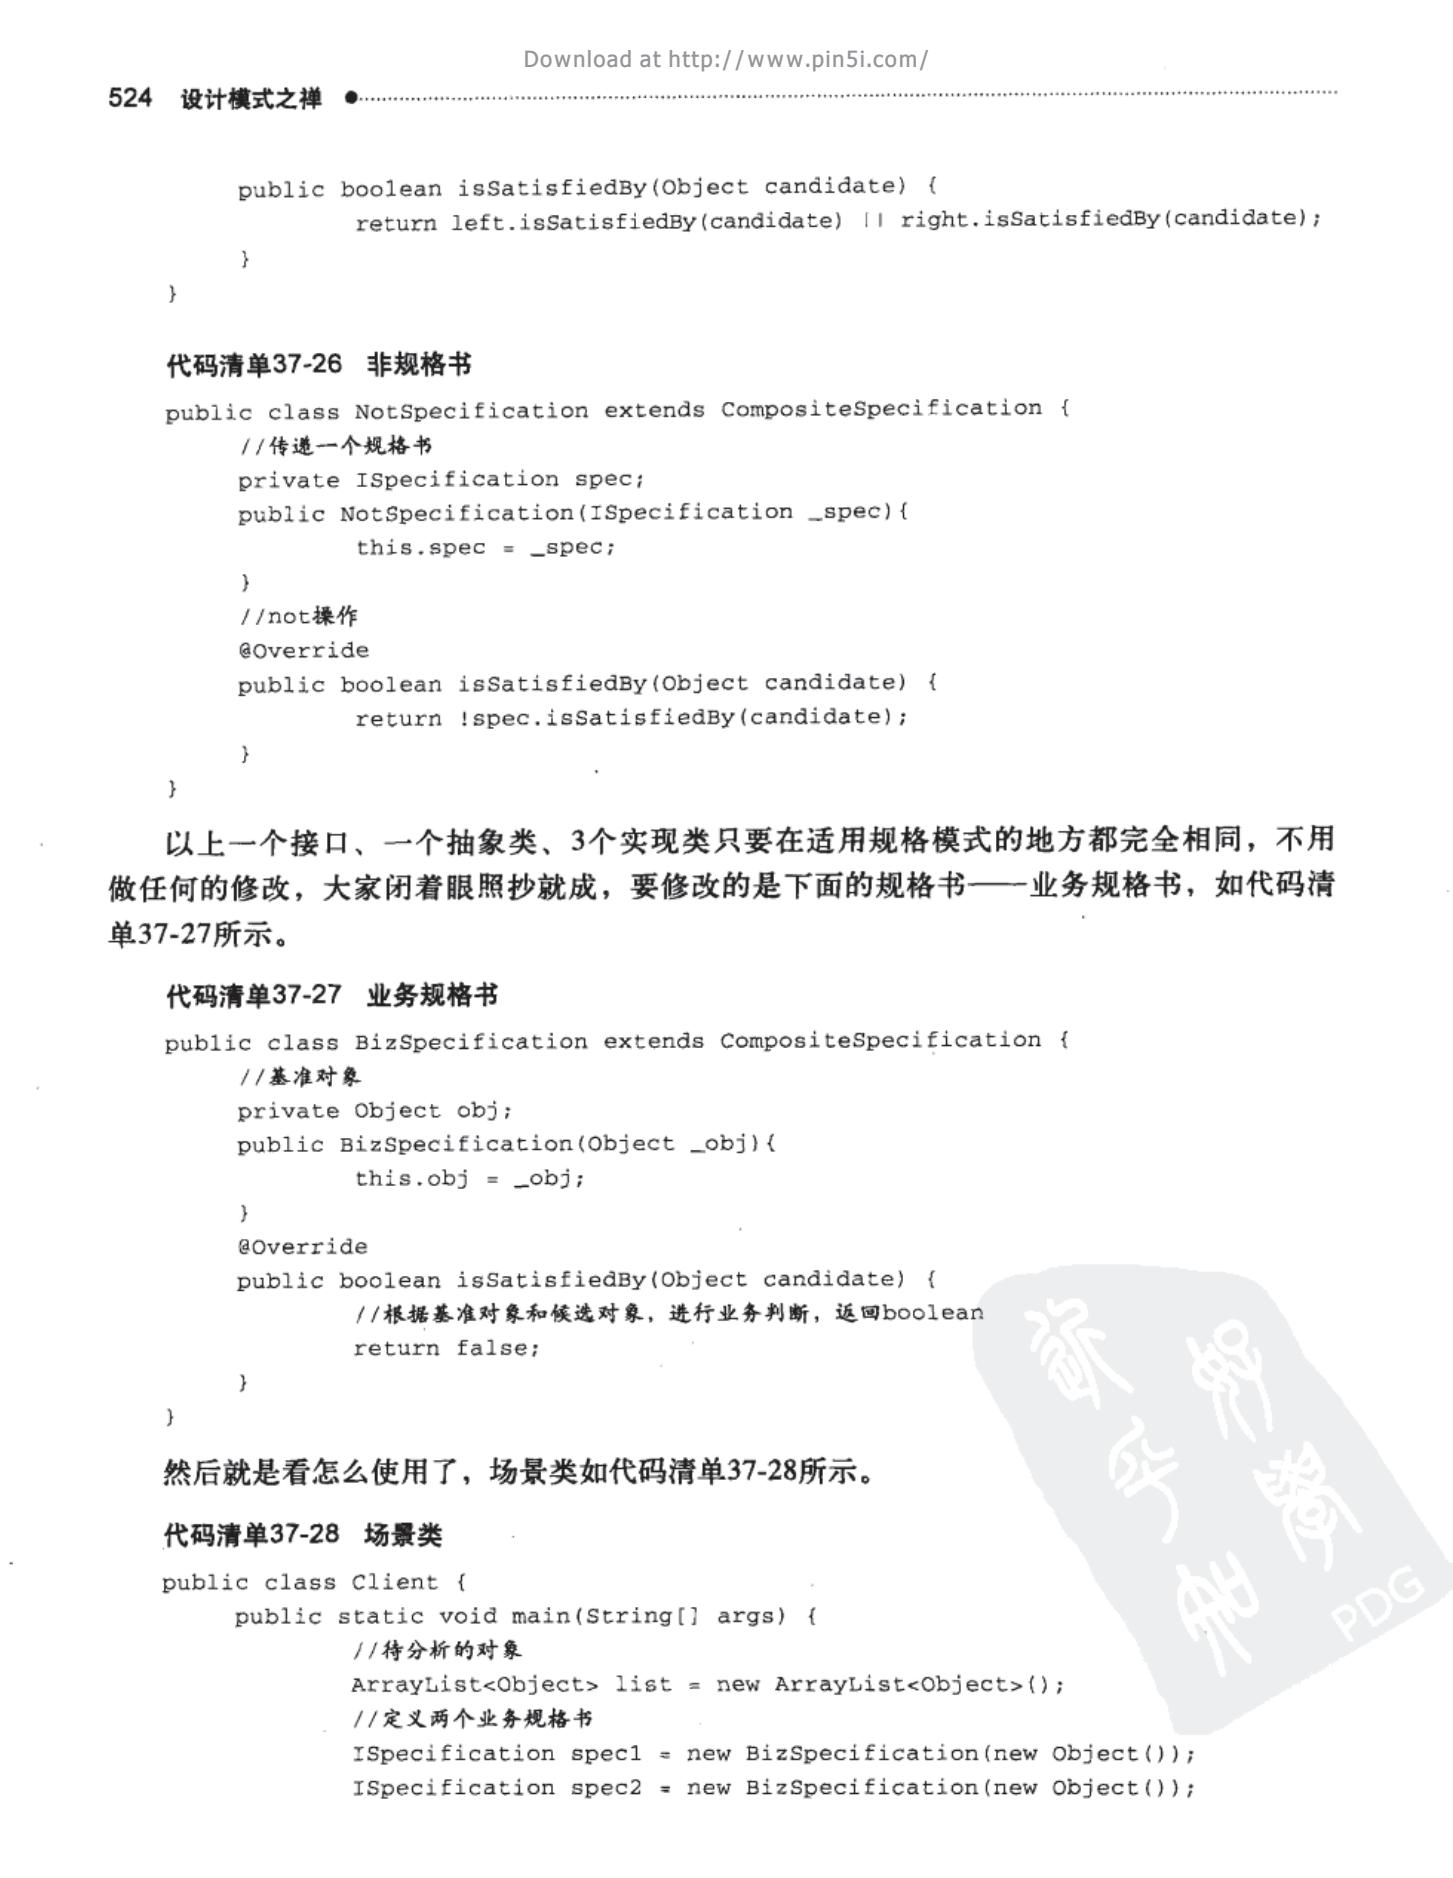 Download at http://www.pin5i.com/
524 设计模式之禅
public boolean isSatisfiedBy(Object candidate) {
return left.isSatisfiedBy(candidate) || right.isSatisfiedBy(candidate);
}
}
代码清单37-26 非规格书
public class NotSpecification extends CompositeSpecification {
//传递一个规格书
private ISpecification spec;
public NotSpecification(ISpecification _spec){
this.spec = _spec;
}
//not操作
@Override
public boolean isSatisfiedBy(Object candidate) {
return !spec.isSatisfiedBy(candidate);
}
}
以上一个接口、一个抽象类、3个实现类只要在适用规格模式的地方都完全相同，不用
做任何的修改，大家闭着眼照抄就成，要修改的是下面的规格书——业务规格书，如代码清
单37-27所示。
代码清单37-27 业务规格书
public class BizSpecification extends CompositeSpecification {
//基准对象
private Object obj;
public BizSpecification(Object _obj){
this.obj = _obj;
}
@Override
public boolean isSatisfiedBy(Object candidate) {
//根据基准对象和候选对象，进行业务判断，返回boolean
return false;
}
}
然后就是看怎么使用了，场景类如代码清单37-28所示。
代码清单37-28 场景类
public class Client {
public static void main(String[] args) {
//待分析的对象
ArrayList<Object> list = new ArrayList<Object>();
//定义两个业务规格书
ISpecification spec1 = new BizSpecification(new Object());
ISpecification spec2 = new BizSpecification(new Object());
PDG